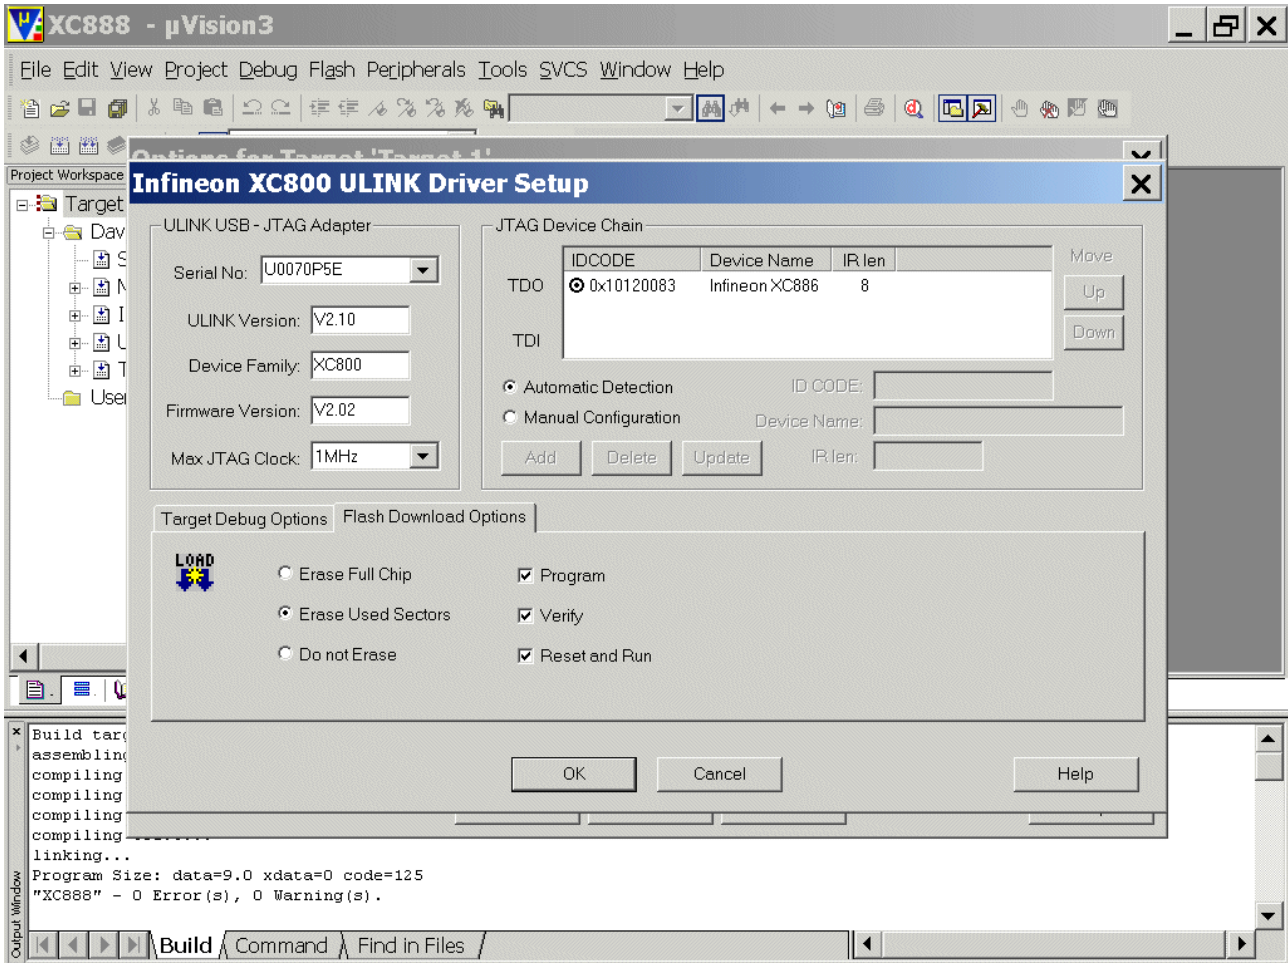 XC888 - µVision3
File Edit View Project Debug Flash Peripherals Tools SVCS Window Help
Options for Target 'Target 1'
Project Workspace
Infineon XC800 ULINK Driver Setup
Target
Dav
S
M
I
U
T
User
ULINK USB - JTAG Adapter
Serial No: U0070P5E
ULINK Version: V2.10
Device Family: XC800
Firmware Version: V2.02
Max JTAG Clock: 1MHz
JTAG Device Chain
IDCODE Device Name IR len
TDO 0x10120083 Infineon XC886 8
TDI
Move
Up
Down
Automatic Detection
Manual Configuration
ID CODE:
Device Name:
IR len:
Add Delete Update
Target Debug Options Flash Download Options
LOAD
Erase Full Chip
Erase Used Sectors
Do not Erase
Program
Verify
Reset and Run
OK Cancel Help
Build targ
assembling
compiling
compiling
compiling
compiling
linking...
Program Size: data=9.0 xdata=0 code=125
"XC888" - 0 Error(s), 0 Warning(s).
Output Window
Build Command Find in Files